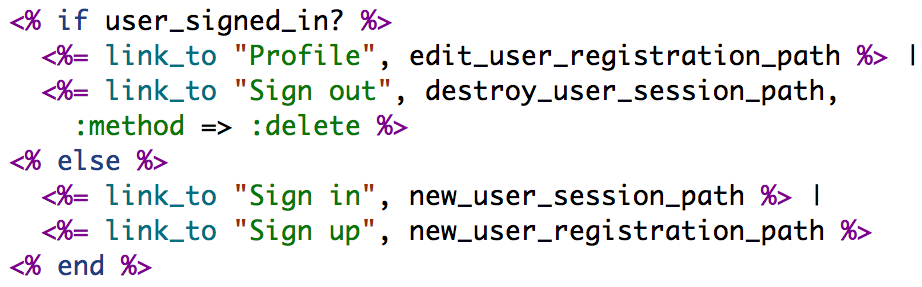 <% if user_signed_in? %>
  <%= link_to "Profile", edit_user_registration_path %> |
  <%= link_to "Sign out", destroy_user_session_path,
    :method => :delete %>
<% else %>
  <%= link_to "Sign in", new_user_session_path %> |
  <%= link_to "Sign up", new_user_registration_path %>
<% end %>